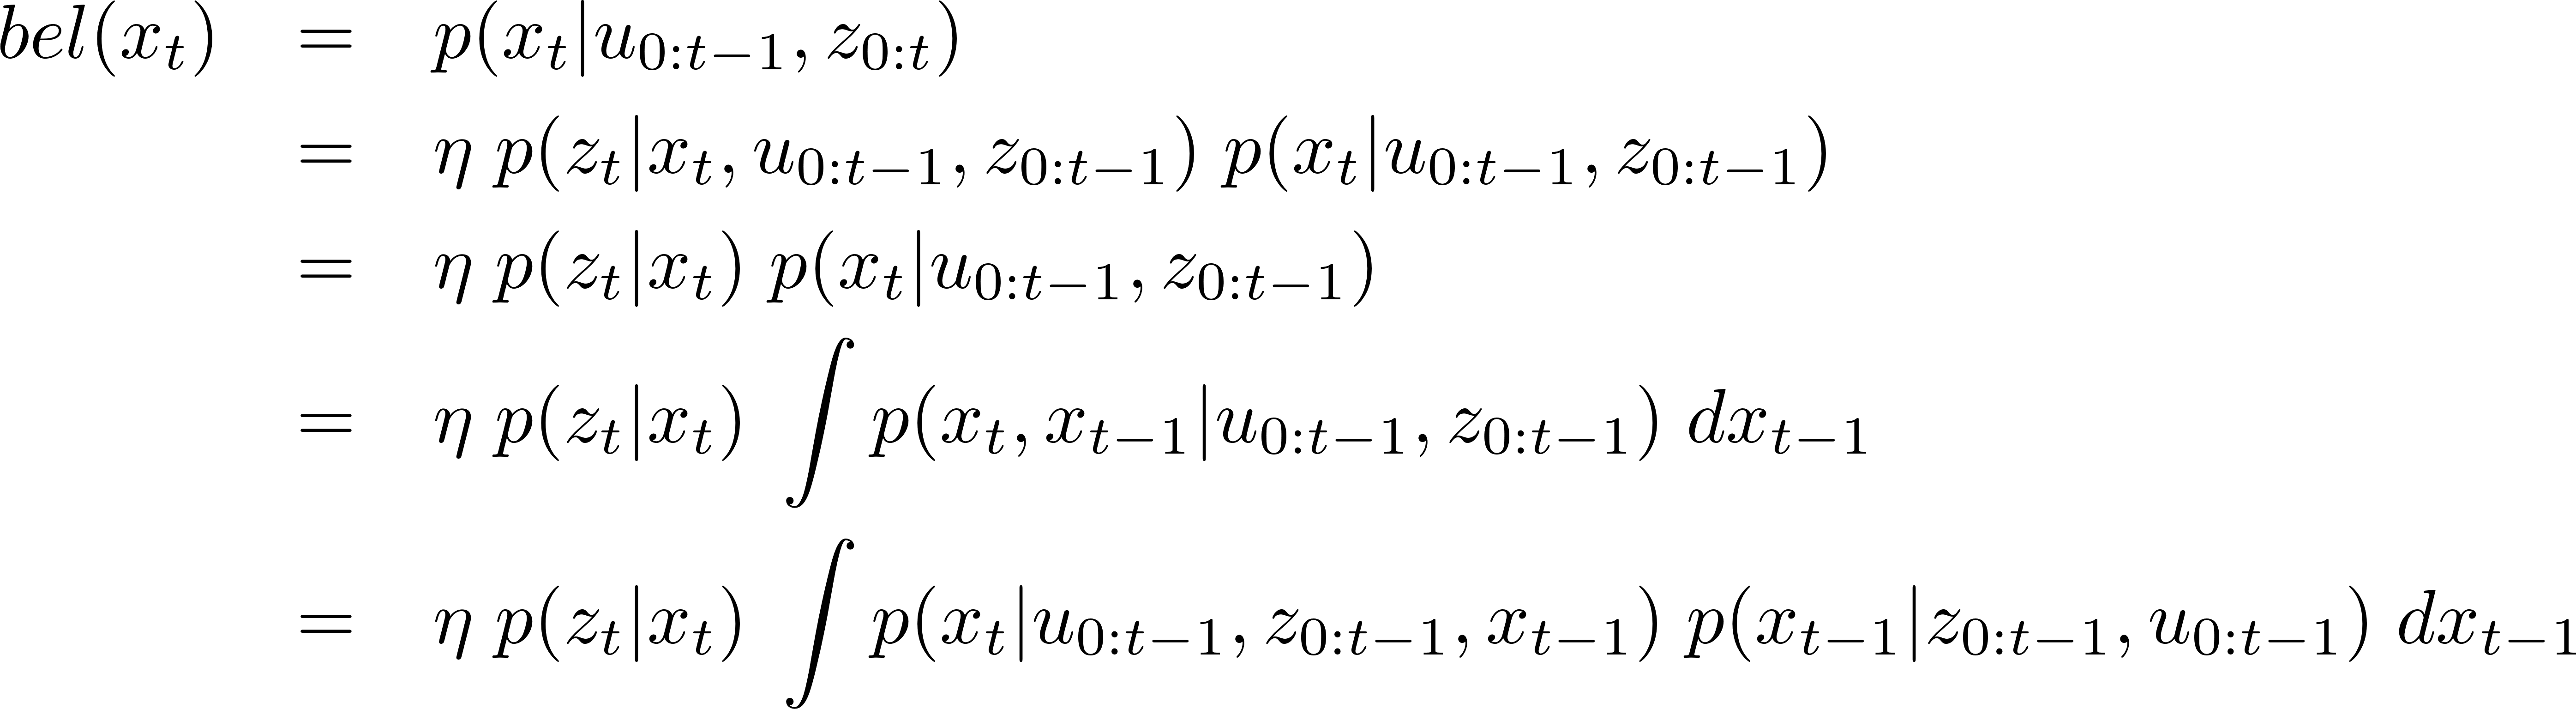 bel(x_t) = p(x_t|u_{0:t−1}, z_{0:t})
= η p(z_t|x_t, u_{0:t−1}, z_{0:t−1}) p(x_t|u_{0:t−1}, z_{0:t−1})
= η p(z_t|x_t) p(x_t|u_{0:t−1}, z_{0:t−1})
= η p(z_t|x_t) ∫ p(x_t, x_{t−1}|u_{0:t−1}, z_{0:t−1}) dx_{t−1}
= η p(z_t|x_t) ∫ p(x_t|u_{0:t−1}, z_{0:t−1}, x_{t−1}) p(x_{t−1}|z_{0:t−1}, u_{0:t−1}) dx_{t−1}